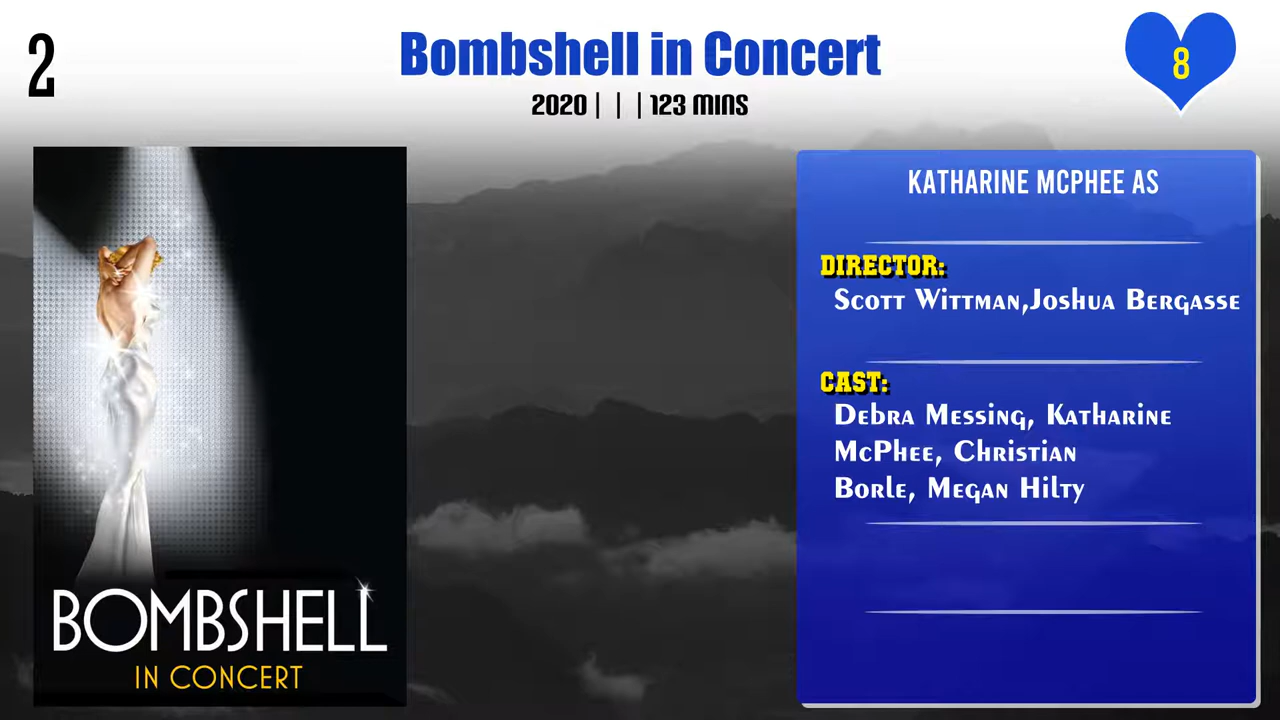 2
Bombshell in Concert
8
2020 | | | 123 MINS
BOMBSHELL
IN CONCERT
KATHARINE MCPHEE AS
DIRECTOR:
Scott Wittman,Joshua Bergasse
CAST:
Debra Messing, Katharine
McPhee, Christian
Borle, Megan Hilty